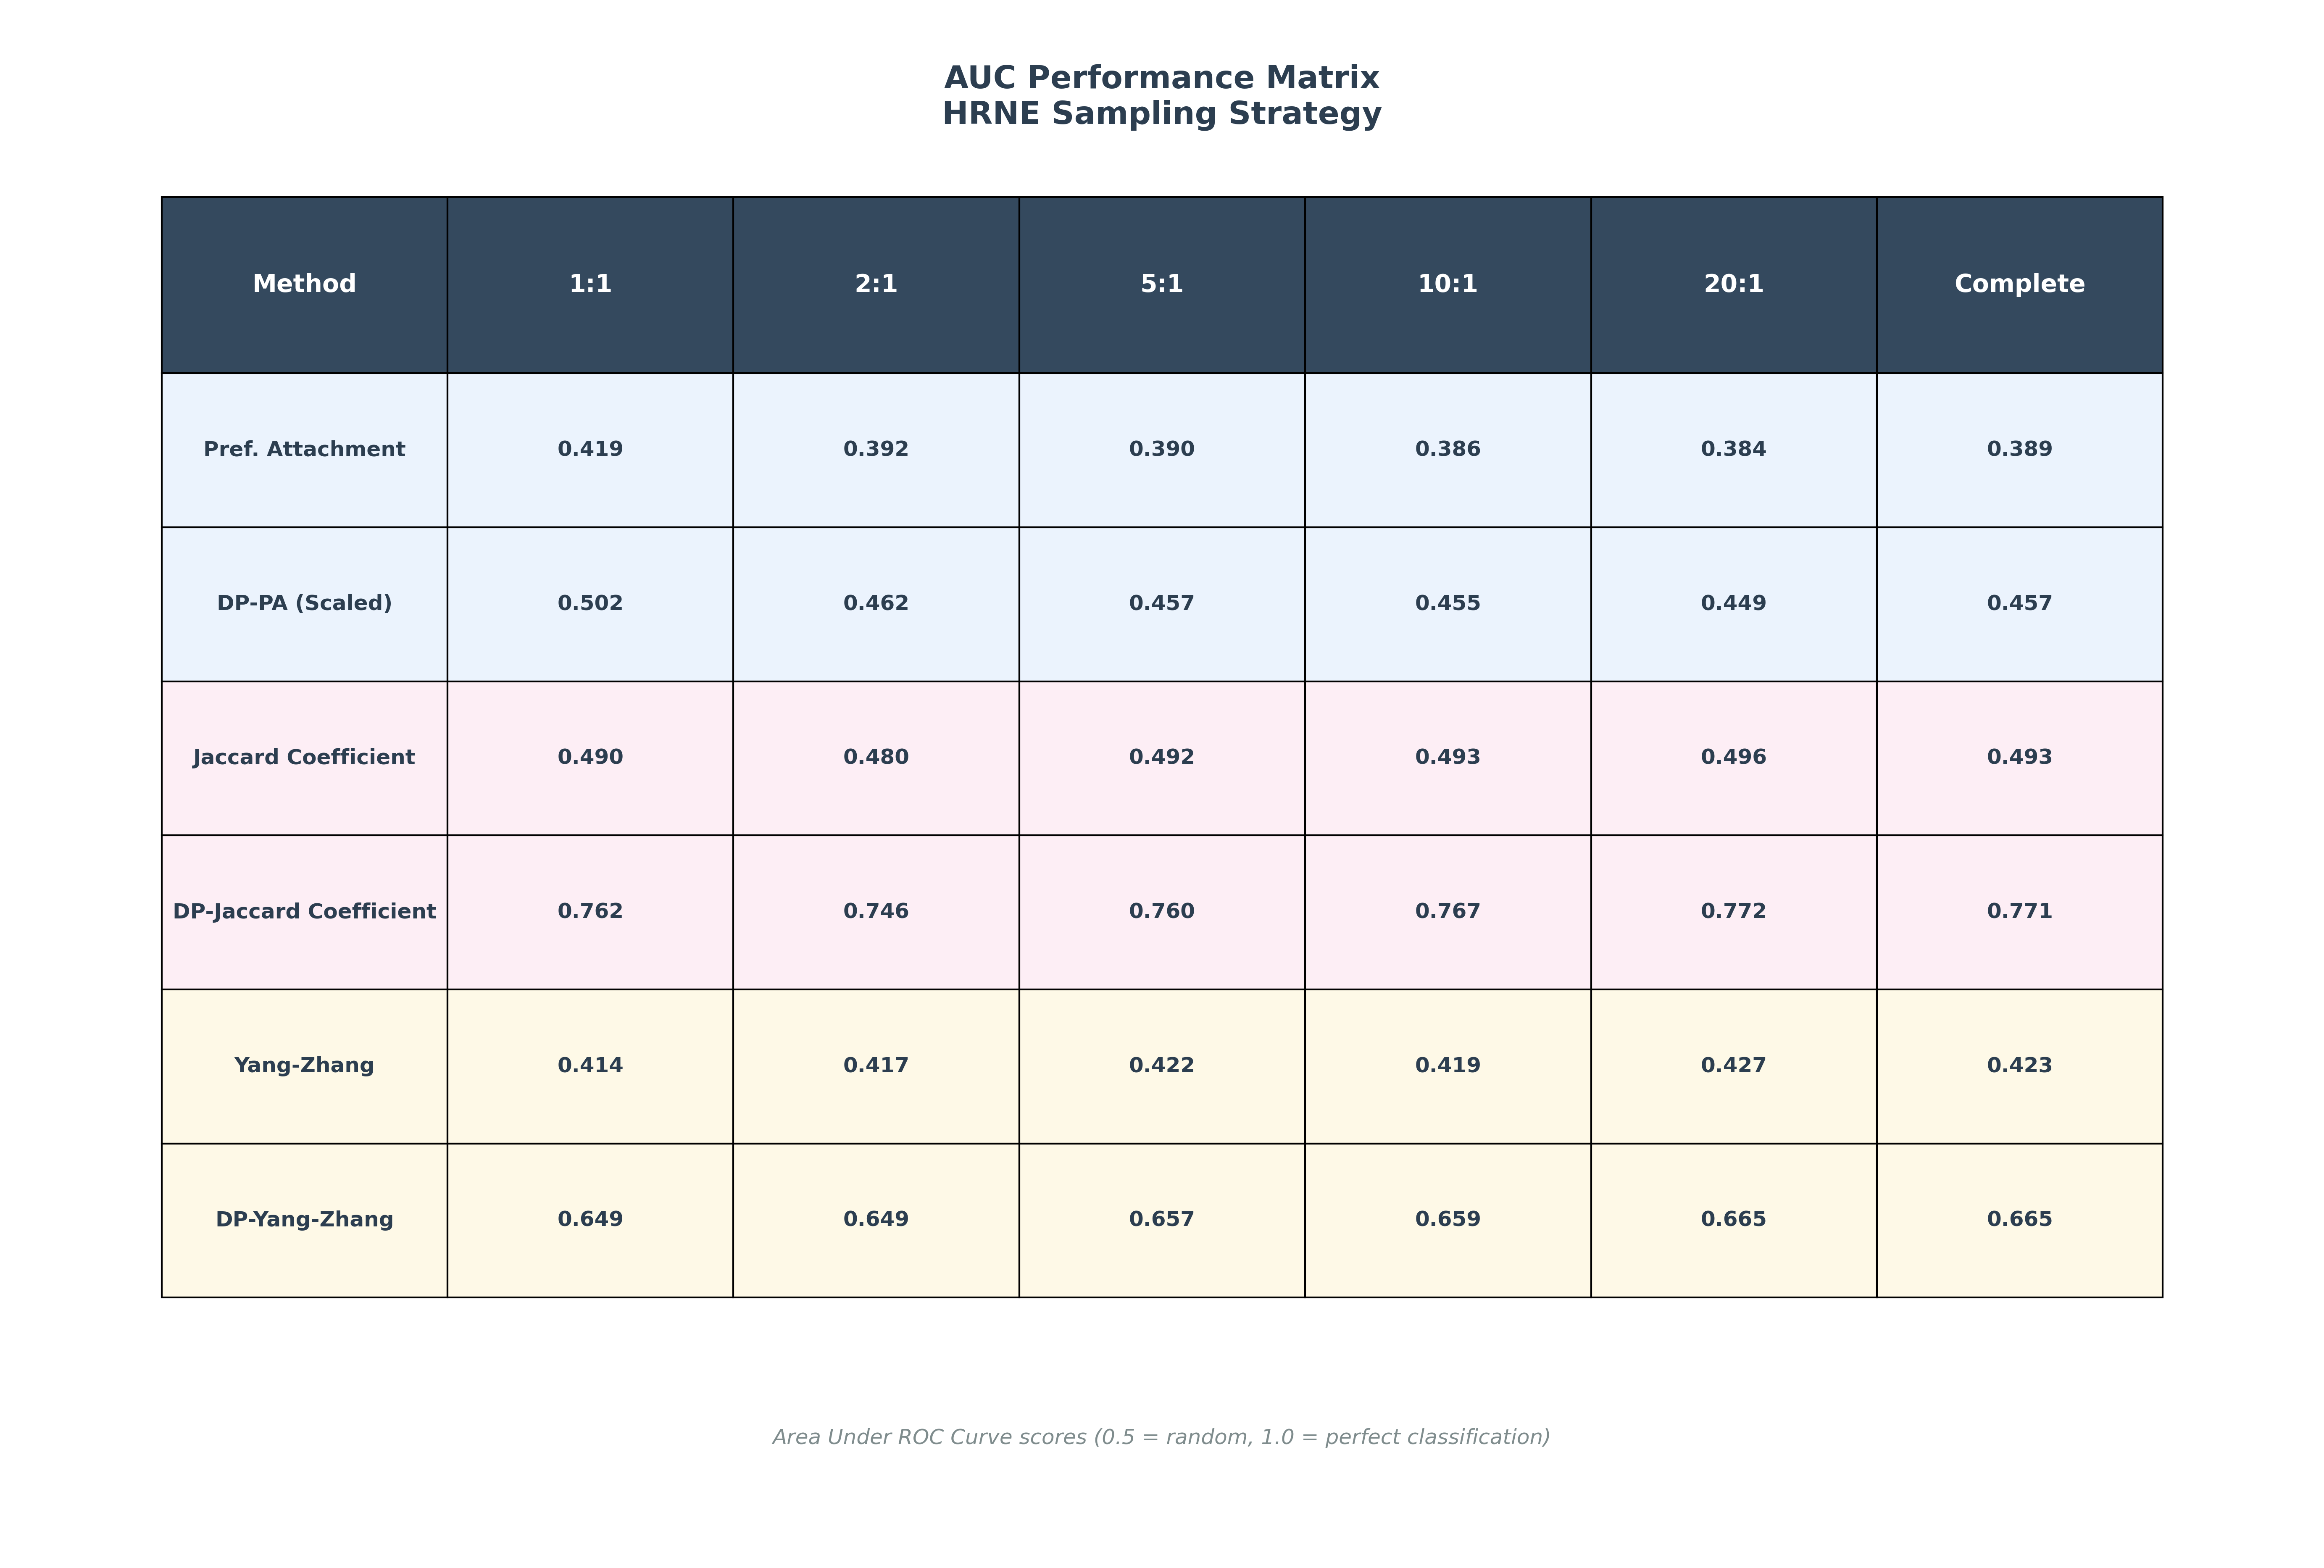 AUC Performance Matrix
HRNE Sampling Strategy
Method 1:1 2:1 5:1 10:1 20:1 Complete
Pref. Attachment 0.419 0.392 0.390 0.386 0.384 0.389
DP-PA (Scaled) 0.502 0.462 0.457 0.455 0.449 0.457
Jaccard Coefficient 0.490 0.480 0.492 0.493 0.496 0.493
DP-Jaccard Coefficient 0.762 0.746 0.760 0.767 0.772 0.771
Yang-Zhang 0.414 0.417 0.422 0.419 0.427 0.423
DP-Yang-Zhang 0.649 0.649 0.657 0.659 0.665 0.665
Area Under ROC Curve scores (0.5 = random, 1.0 = perfect classification)